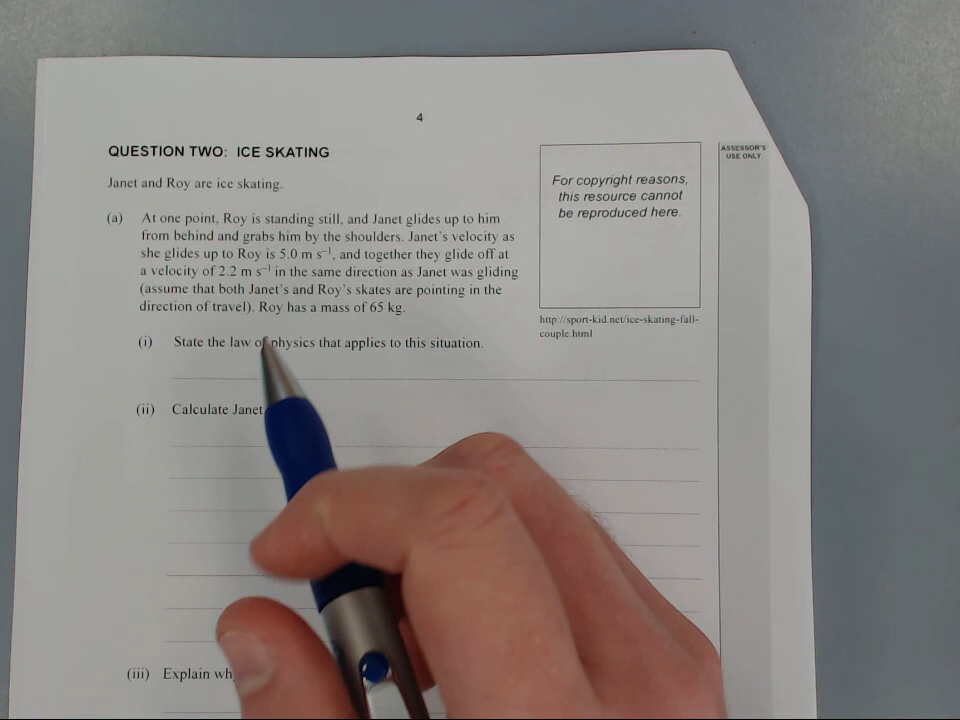 4
QUESTION TWO: ICE SKATING
ASSESSOR'S
USE ONLY
Janet and Roy are ice skating.
For copyright reasons,
this resource cannot
be reproduced here.
(a) At one point, Roy is standing still, and Janet glides up to him
from behind and grabs him by the shoulders. Janet's velocity as
she glides up to Roy is 5.0 m s⁻¹, and together they glide off at
a velocity of 2.2 m s⁻¹ in the same direction as Janet was gliding
(assume that both Janet's and Roy's skates are pointing in the
direction of travel). Roy has a mass of 65 kg.
http://sport-kid.net/ice-skating-fall-
couple.html
(i) State the law of physics that applies to this situation.
(ii) Calculate Janet
(iii) Explain